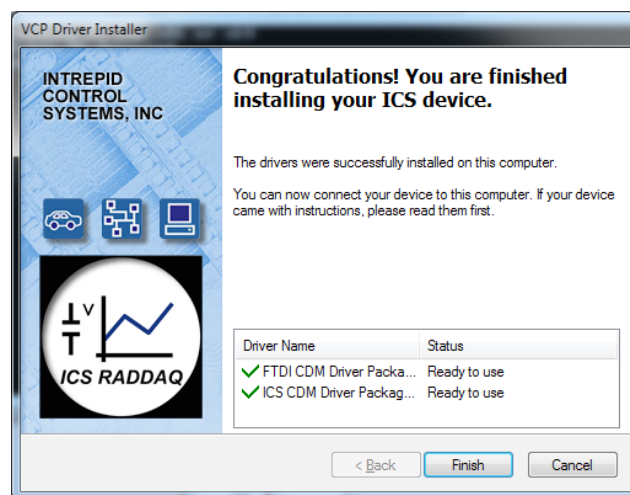 VCP Driver Installer
INTREPID
CONTROL
SYSTEMS, INC
Congratulations! You are finished
installing your ICS device.
The drivers were successfully installed on this computer.
You can now connect your device to this computer. If your device
came with instructions, please read them first.
V
ICS RADDAQ
Driver Name Status
FTDI CDM Driver Packa... Ready to use
ICS CDM Driver Packag... Ready to use
< Back Finish Cancel